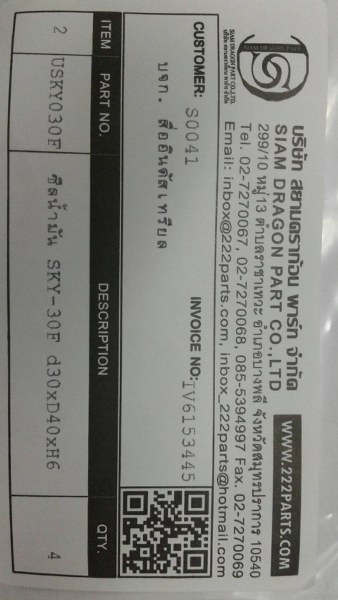 บริษัท สยามดราก้อน พาร์ท จำกัด
SIAM DRAGON PART CO.,LTD
WWW.222PARTS.COM
299/10 หมู่13 ตำบลราชาเทวะ อำเภอบางพลี จังหวัดสมุทรปราการ 10540
Tel. 02-7270067, 02-7270068, 085-5394997 Fax. 02-7270069
Email: inbox@222parts.com, inbox_222parts@hotmail.com
SIAM DRAGON PART CO.,LTD.
บริษัท สยามดราก้อน พาร์ท จำกัด
CUSTOMER: S0041
INVOICE NO: IV6153445
บจก. สื่ออินดัสเทรียล
ITEM PART NO. DESCRIPTION QTY.
2 USKY030F ซีลน้ำมัน SKY-30F d30xD40xH6 4